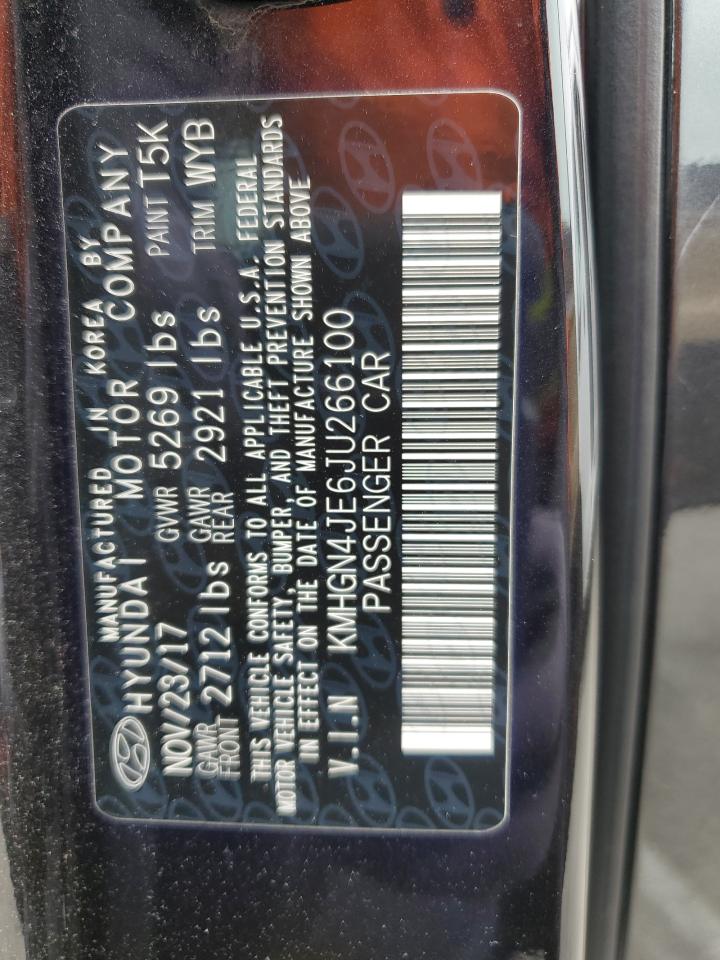 MANUFACTURED IN KOREA BY
HYUNDAI MOTOR COMPANY
NOV/23/17 GVWR 5269 lbs PAINT T5K
GAWR FRONT 2712 lbs GAWR REAR 2921 lbs TRIM WYB
THIS VEHICLE CONFORMS TO ALL APPLICABLE U.S.A. FEDERAL
MOTOR VEHICLE SAFETY, BUMPER, AND THEFT PREVENTION STANDARDS
IN EFFECT ON THE DATE OF MANUFACTURE SHOWN ABOVE
V.I.N KMHGN4JE6JU266100
PASSENGER CAR